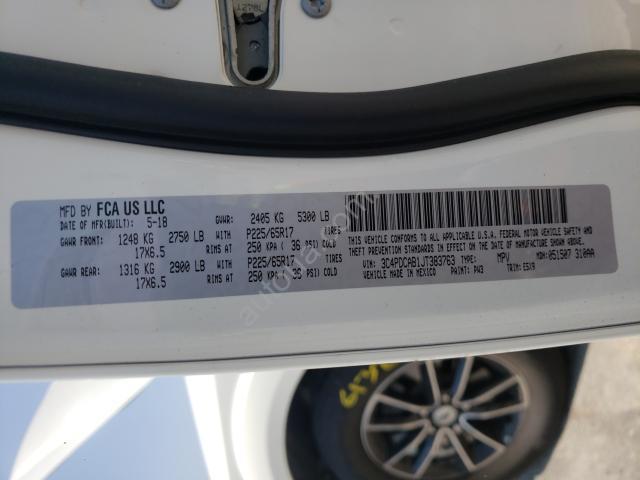 MFD BY FCA US LLC
DATE OF MFR(BUILT): 5-18 GVWR: 2405 KG 5300 LB
GAWR FRONT: 1248 KG 2750 LB WITH P225/65R17 TIRES
17X6.5 RIMS AT 250 KPA ( 36 PSI) COLD
GAWR REAR: 1316 KG 2900 LB WITH P225/65R17 TIRES
17X6.5 RIMS AT 250 KPA ( 36 PSI) COLD
THIS VEHICLE CONFORMS TO ALL APPLICABLE U.S.A. FEDERAL MOTOR VEHICLE SAFETY AND
THEFT PREVENTION STANDARDS IN EFFECT ON THE DATE OF MANUFACTURE SHOWN ABOVE.
VIN: 3C4PDCAB1JT383763 TYPE: MPV MDH: 051507 310AA
VEHICLE MADE IN MEXICO PAINT: PW3 TRIM: E5X9